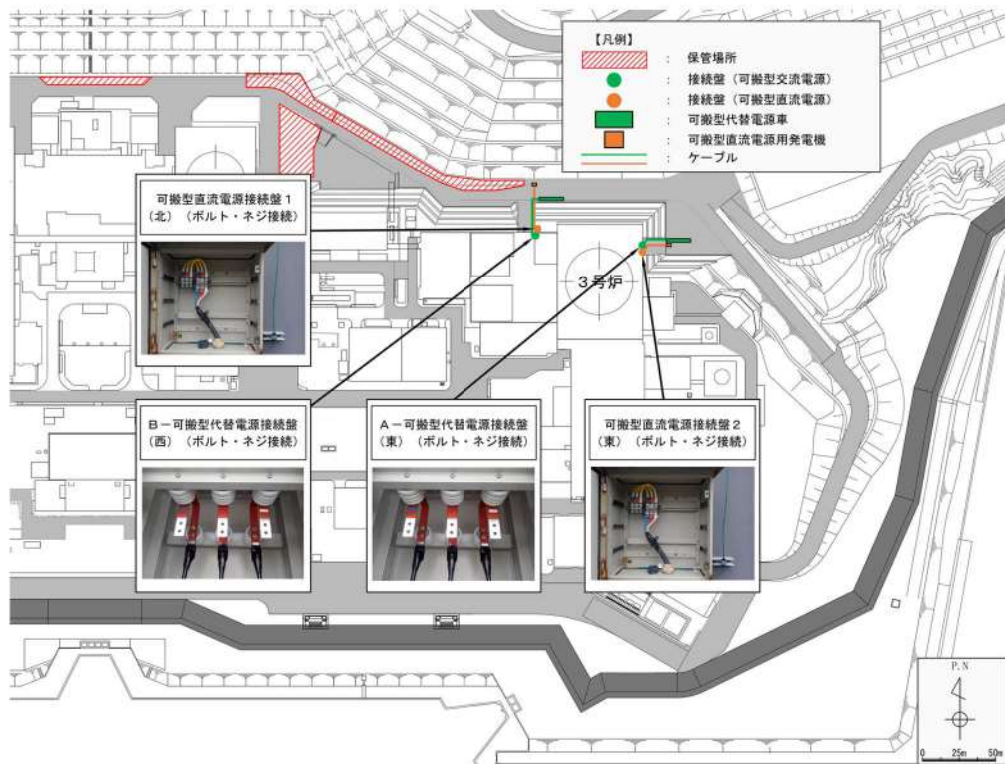 【凡例】
： 保管場所
： 接続盤（可搬型交流電源）
： 接続盤（可搬型直流電源）
： 可搬型代替電源車
： 可搬型直流電源用発電機
： ケーブル
可搬型直流電源接続盤１
（北）（ボルト・ネジ接続）
３号炉
Ｂ－可搬型代替電源接続盤
（西）（ボルト・ネジ接続）
Ａ－可搬型代替電源接続盤
（東）（ボルト・ネジ接続）
可搬型直流電源接続盤２
（東）（ボルト・ネジ接続）
P.N
0 25m 50m